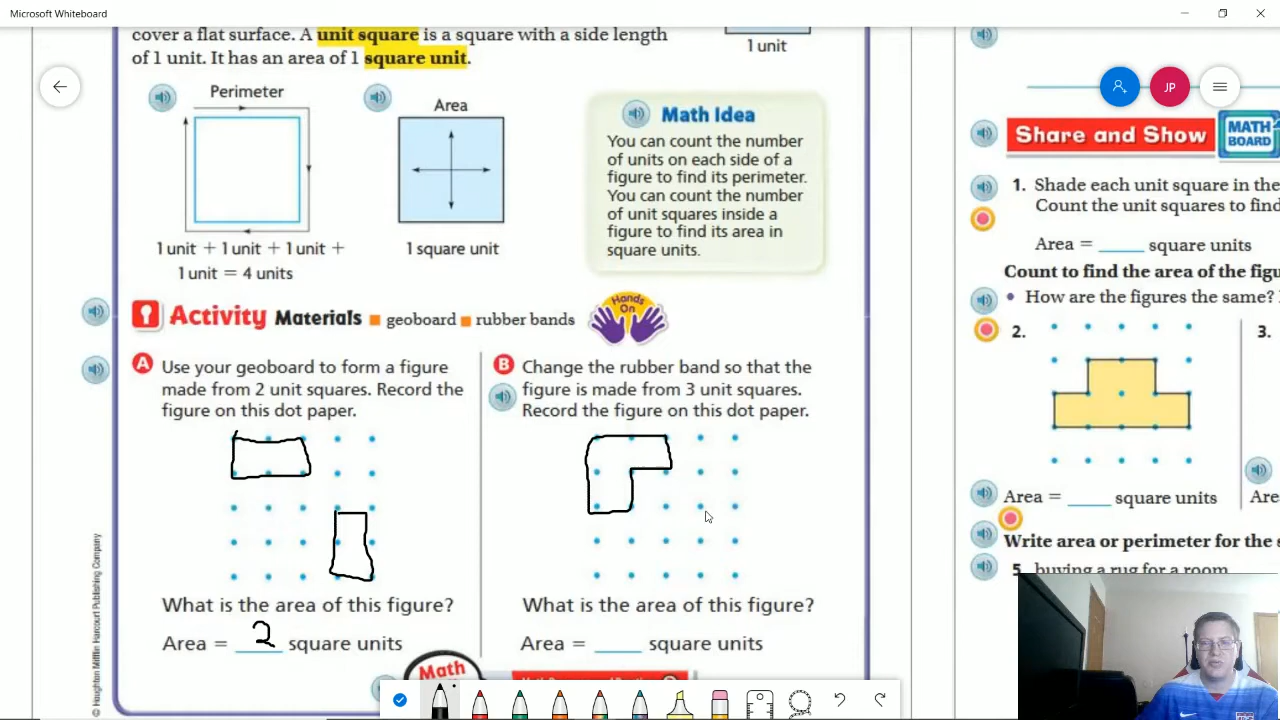 Microsoft Whiteboard
cover a flat surface. A unit square is a square with a side length
of 1 unit. It has an area of 1 square unit.
1 unit
Perimeter
1 unit + 1 unit + 1 unit +
1 unit = 4 units
Area
1 square unit
Math Idea
You can count the number
of units on each side of a
figure to find its perimeter.
You can count the number
of unit squares inside a
figure to find its area in
square units.
Activity Materials ■ geoboard ■ rubber bands
Hands
On
A Use your geoboard to form a figure
made from 2 unit squares. Record the
figure on this dot paper.
What is the area of this figure?
Area = 2 square units
B Change the rubber band so that the
figure is made from 3 unit squares.
Record the figure on this dot paper.
What is the area of this figure?
Area = ___ square units
Math
© Houghton Mifflin Harcourt Publishing Company
JP
Share and Show
MATH
BOARD
1. Shade each unit square in the
Count the unit squares to find
Area = ___ square units
Count to find the area of the figu
• How are the figures the same?
2.
Area = ___ square units
3.
Are
Write area or perimeter for the s
5. buying a rug for a room